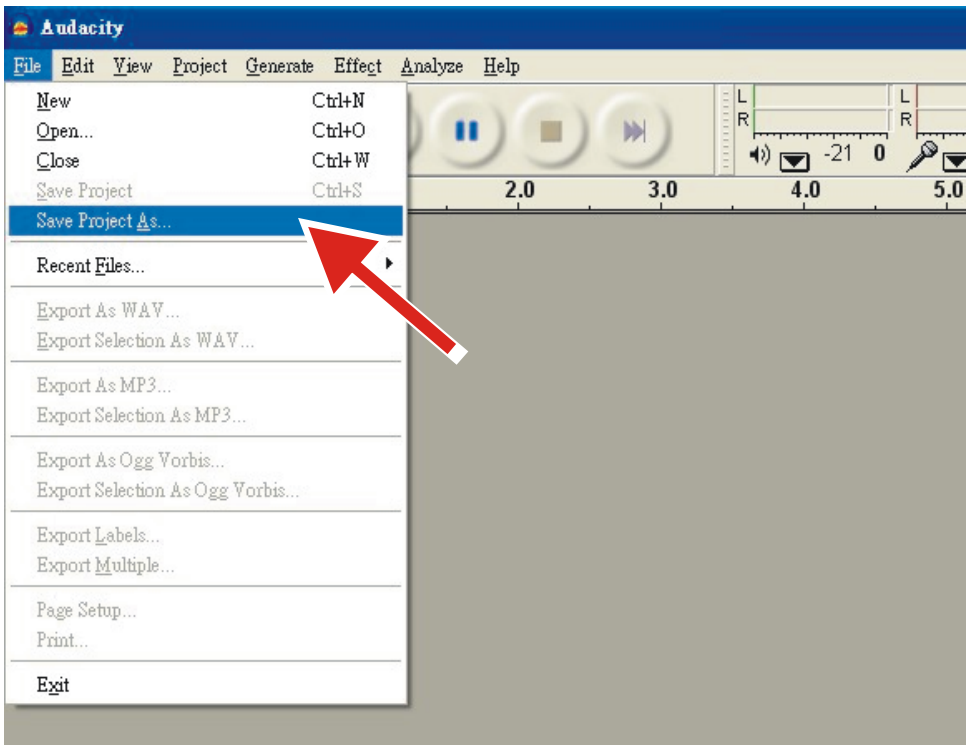 Audacity
File Edit View Project Generate Effect Analyze Help
New Ctrl+N
Open... Ctrl+O
Close Ctrl+W
Save Project Ctrl+S
Save Project As...
Recent Files...
Export As WAV...
Export Selection As WAV...
Export As MP3...
Export Selection As MP3...
Export As Ogg Vorbis...
Export Selection As Ogg Vorbis...
Export Labels...
Export Multiple...
Page Setup...
Print...
Exit
L L
R R
-21 0
2.0 3.0 4.0 5.0